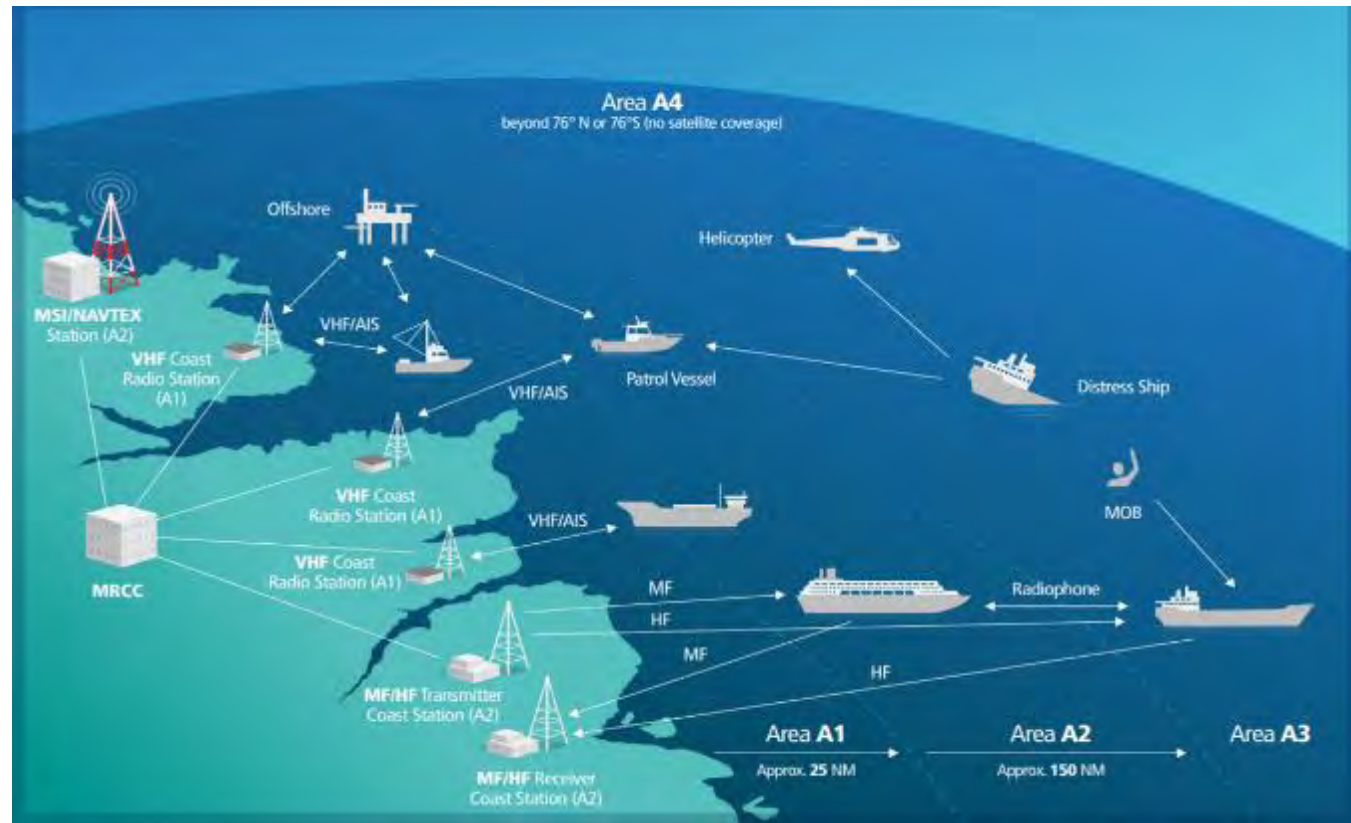 Area A4
beyond 76° N or 76°S (no satellite coverage)
Offshore
Helicopter
MSI/NAVTEX
Station (A2)
VHF/AIS
VHF Coast
Radio Station
(A1)
Patrol Vessel
Distress Ship
VHF/AIS
VHF Coast
Radio Station (A1)
MOB
VHF/AIS
VHF Coast
Radio Station (A1)
MRCC
MF
Radiophone
HF
MF
HF
MF/HF Transmitter
Coast Station (A2)
Area A1
Area A2
Area A3
Approx. 25 NM
Approx. 150 NM
MF/HF Receiver
Coast Station (A2)